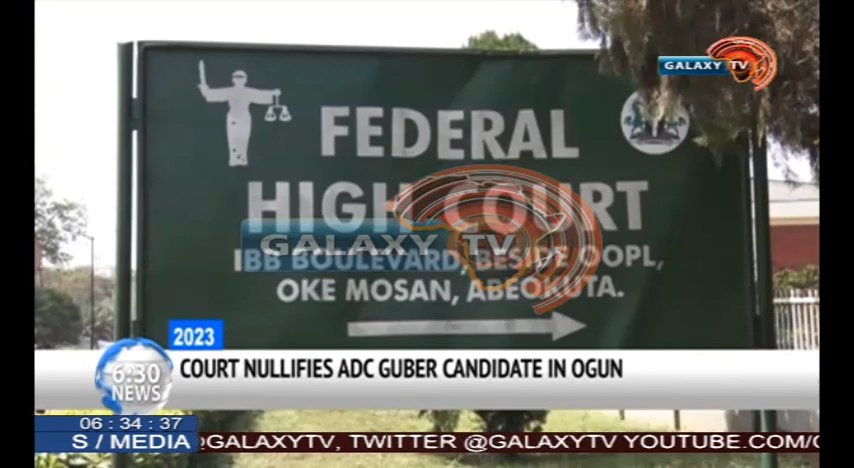 GALAXY TV
FEDERAL
HIGH COURT
GALAXY TV
IBB BOULEVARD, BESIDE OOPL,
OKE MOSAN, ABEOKUTA.
2023
COURT NULLIFIES ADC GUBER CANDIDATE IN OGUN
6:30
NEWS
06:34:37
S / MEDIA
@GALAXYTV, TWITTER @GALAXYTV YOUTUBE.COM/